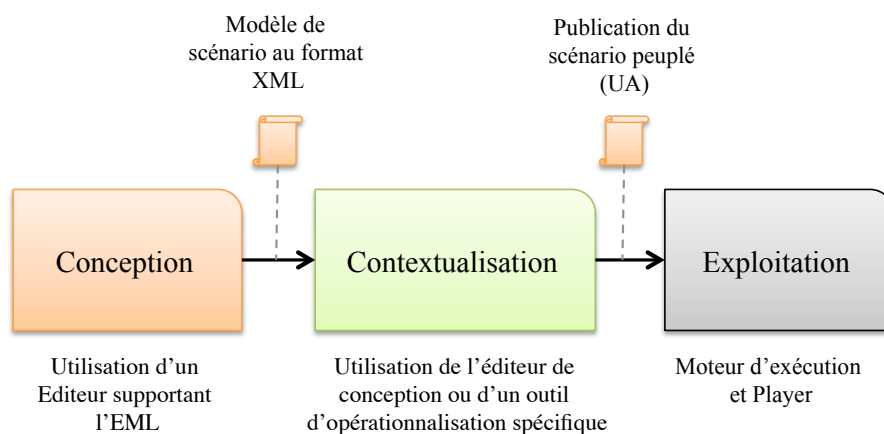 Modèle de
scénario au format
XML
Publication du
scénario peuplé
(UA)
Conception
Contextualisation
Exploitation
Utilisation d’un
Editeur supportant
l’EML
Utilisation de l’éditeur de
conception ou d’un outil
d’opérationnalisation spécifique
Moteur d’exécution
et Player